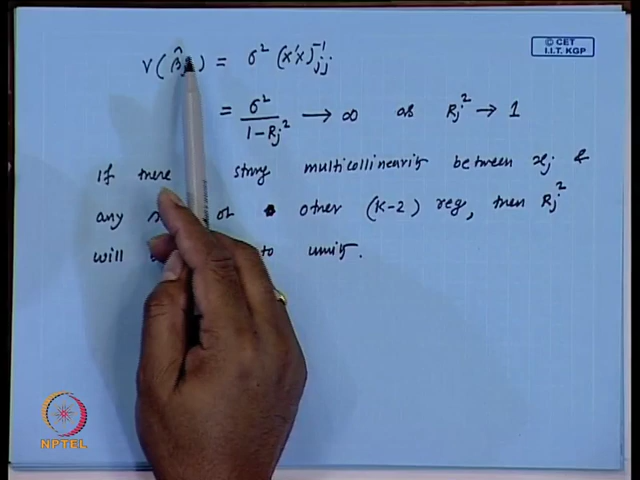 © CET
I.I.T. KGP
V(β̂j) = σ² (X'X)⁻¹jj
= σ² / 1-Rj² → ∞ as Rj² → 1
If there strong multicollinearity between xj &
any of other (K-2) reg, then Rj²
will to unity.
NPTEL